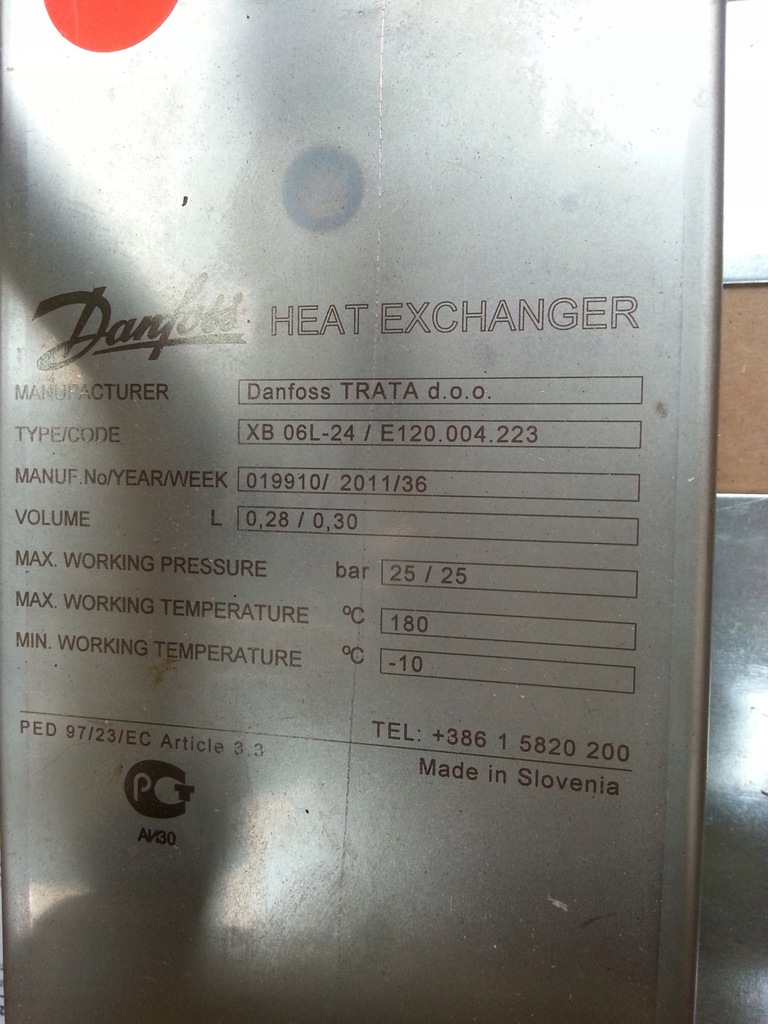 Danfoss HEAT EXCHANGER
MANUFACTURER Danfoss TRATA d.o.o.
TYPE/CODE XB 06L-24 / E120.004.223
MANUF.No/YEAR/WEEK 019910/ 2011/36
VOLUME L 0,28 / 0,30
MAX. WORKING PRESSURE bar 25 / 25
MAX. WORKING TEMPERATURE ºC 180
MIN. WORKING TEMPERATURE ºC -10
PED 97/23/EC Article 3.3 TEL: +386 1 5820 200
Made in Slovenia
РСТ
АИ30